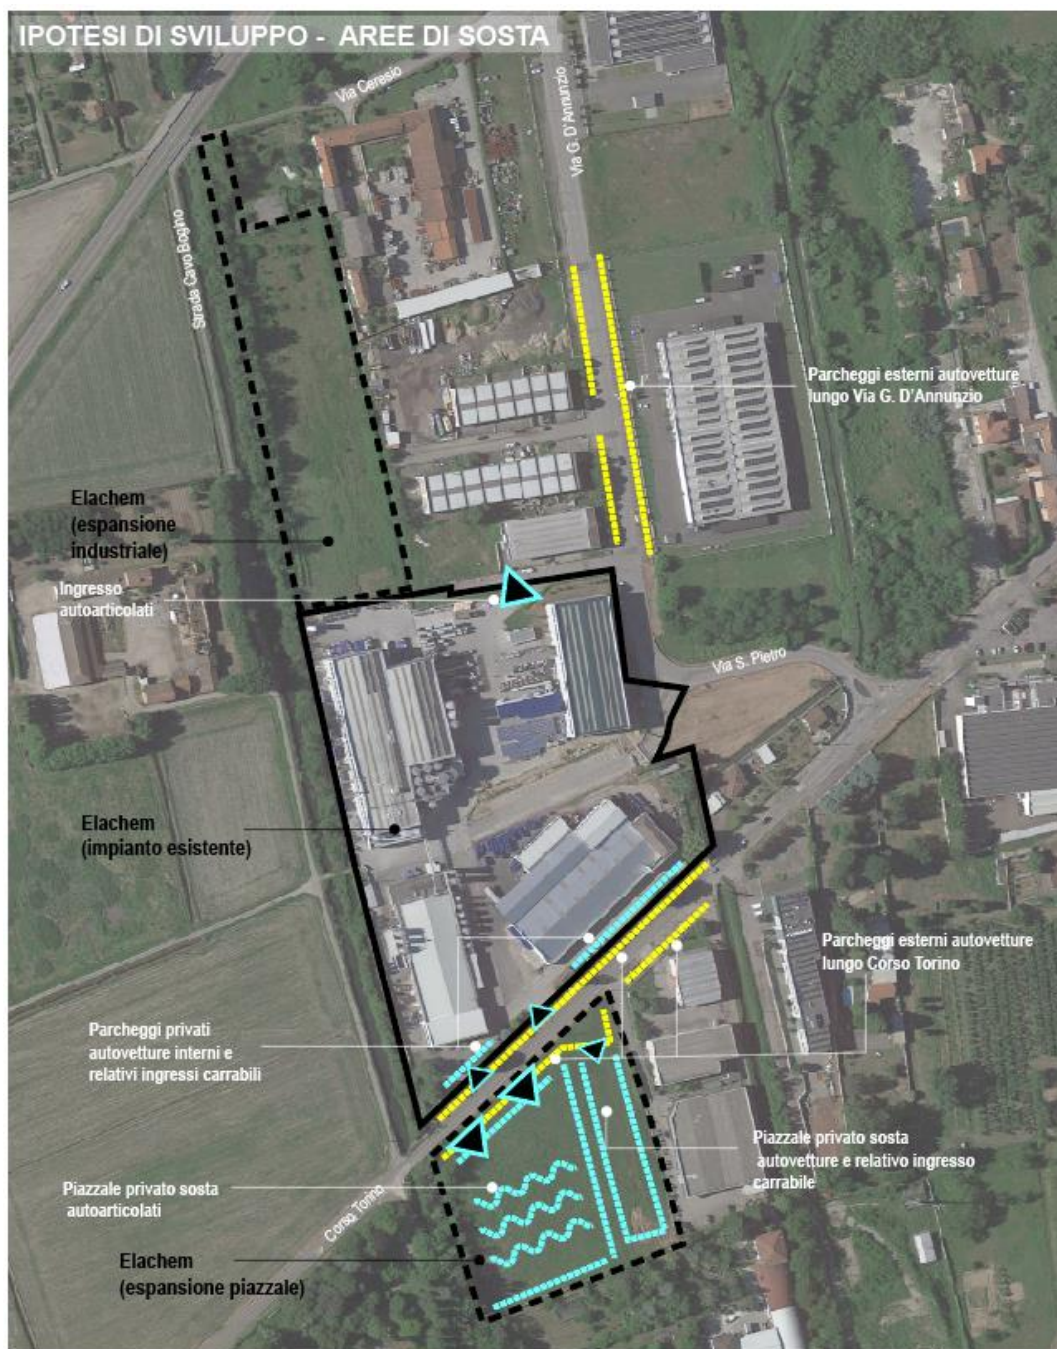 IPOTESI DI SVILUPPO - AREE DI SOSTA
Via Ceresio
Via G. D'Annunzio
Strada Cavo Bogino
Parcheggi esterni autovetture
lungo Via G. D'Annunzio
Elachem
(espansione
industriale)
Ingresso
autoarticolati
Via S. Pietro
Elachem
(impianto esistente)
Parcheggi esterni autovetture
lungo Corso Torino
Parcheggi privati
autovetture interni e
relativi ingressi carrabili
Piazzale privato sosta
autovetture e relativo ingresso
carrabile
Piazzale privato sosta
autoarticolati
Corso Torino
Elachem
(espansione piazzale)